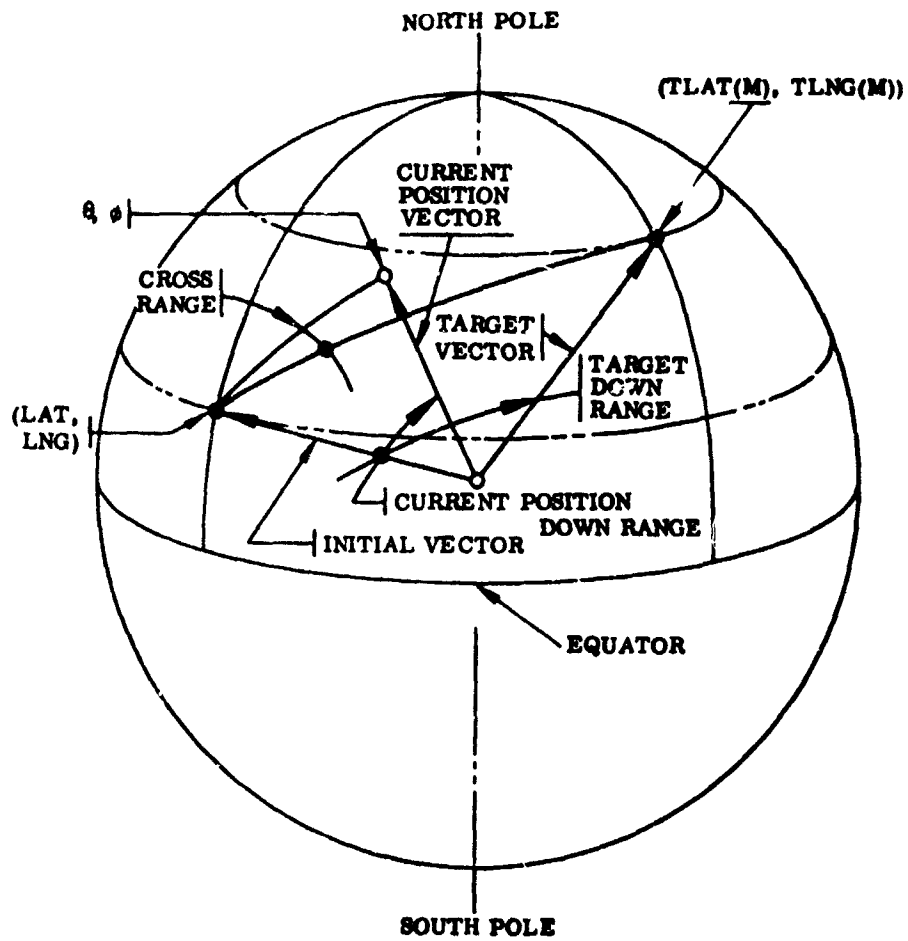 NORTH POLE
(TLAT(M), TLNG(M))
CURRENT
POSITION
VECTOR
θ, ø
CROSS
RANGE
TARGET
VECTOR
TARGET
DOWN
RANGE
(LAT,
LNG)
CURRENT POSITION
DOWN RANGE
INITIAL VECTOR
EQUATOR
SOUTH POLE